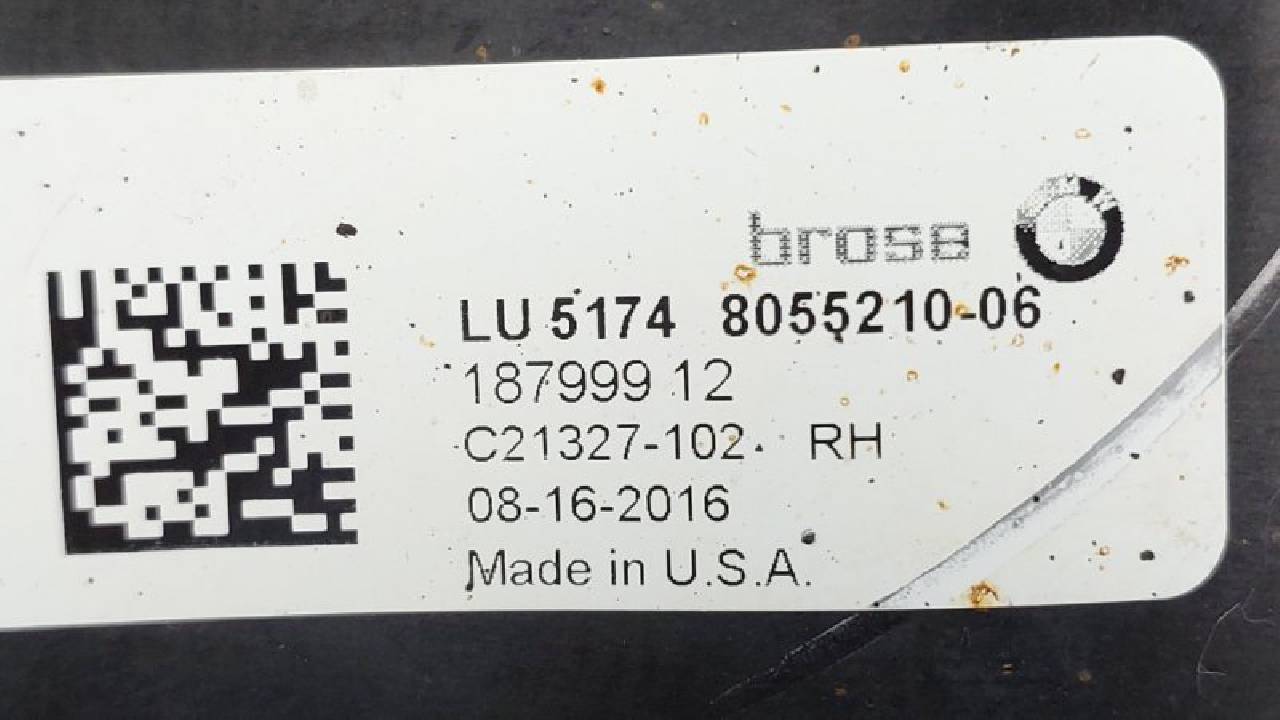 brose
LU 5174 8055210-06
187999 12
C21327-102 RH
08-16-2016
Made in U.S.A.